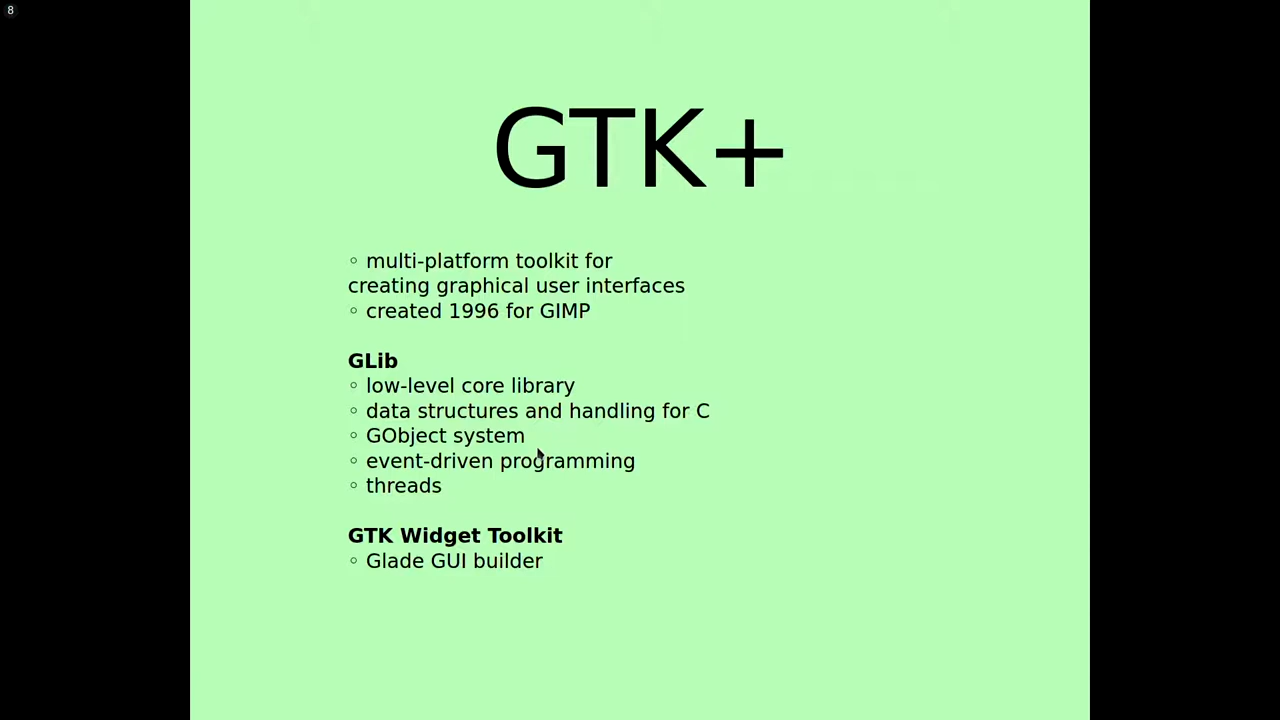 8
GTK+
◦ multi-platform toolkit for
creating graphical user interfaces
◦ created 1996 for GIMP
GLib
◦ low-level core library
◦ data structures and handling for C
◦ GObject system
◦ event-driven programming
◦ threads
GTK Widget Toolkit
◦ Glade GUI builder